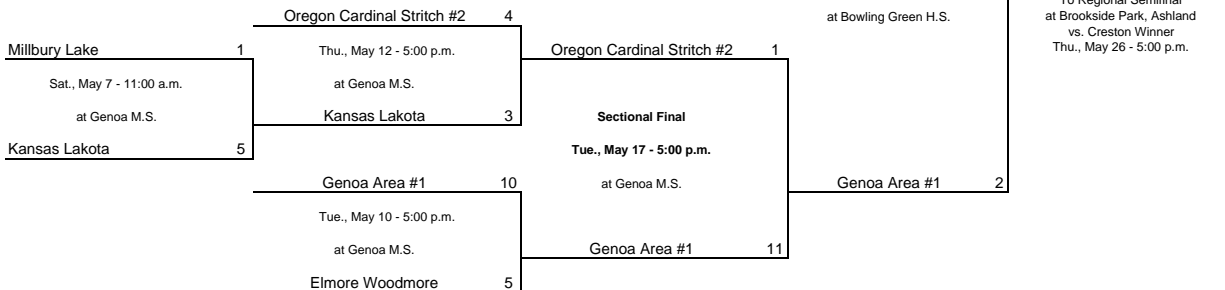 To Regional Semifinal
Oregon Cardinal Stritch #2 4
at Bowling Green H.S.
at Brookside Park, Ashland
vs. Creston Winner
Thu., May 26 - 5:00 p.m.
Millbury Lake 1
Thu., May 12 - 5:00 p.m.
Oregon Cardinal Stritch #2 1
Sat., May 7 - 11:00 a.m.
at Genoa M.S.
at Genoa M.S.
Kansas Lakota 3
Sectional Final
Kansas Lakota 5
Tue., May 17 - 5:00 p.m.
Genoa Area #1 10
at Genoa M.S.
Genoa Area #1 2
Tue., May 10 - 5:00 p.m.
at Genoa M.S.
Genoa Area #1 11
Elmore Woodmore 5